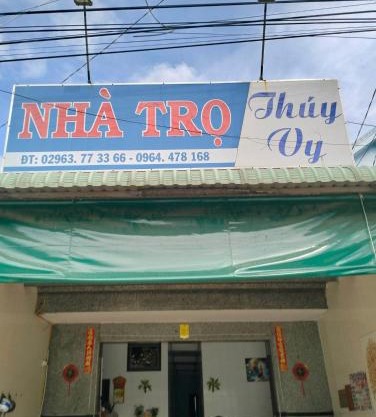 NHÀ TRỌ
Thúy
Vy
ĐT: 02963. 77 33 66 - 0964. 478 168